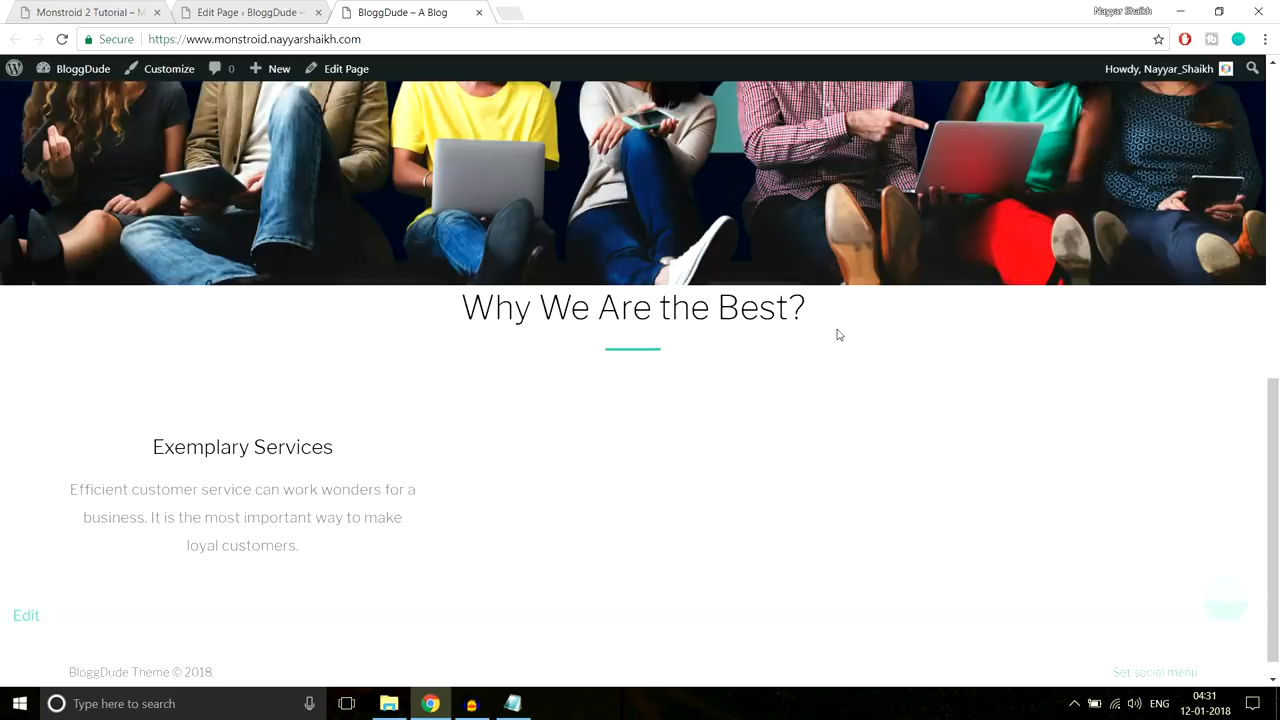 Monstroid 2 Tutorial – M
Edit Page ‹ BloggDude –
BloggDude – A Blog
Nayyar Shaikh
Secure
https://www.monstroid.nayyarshaikh.com
BloggDude
Customize
0
New
Edit Page
Howdy, Nayyar_Shaikh
Why We Are the Best?
Exemplary Services
Efficient customer service can work wonders for a
business. It is the most important way to make
loyal customers.
Edit
BloggDude Theme © 2018.
Set social menu
Type here to search
ENG
04:31
12-01-2018